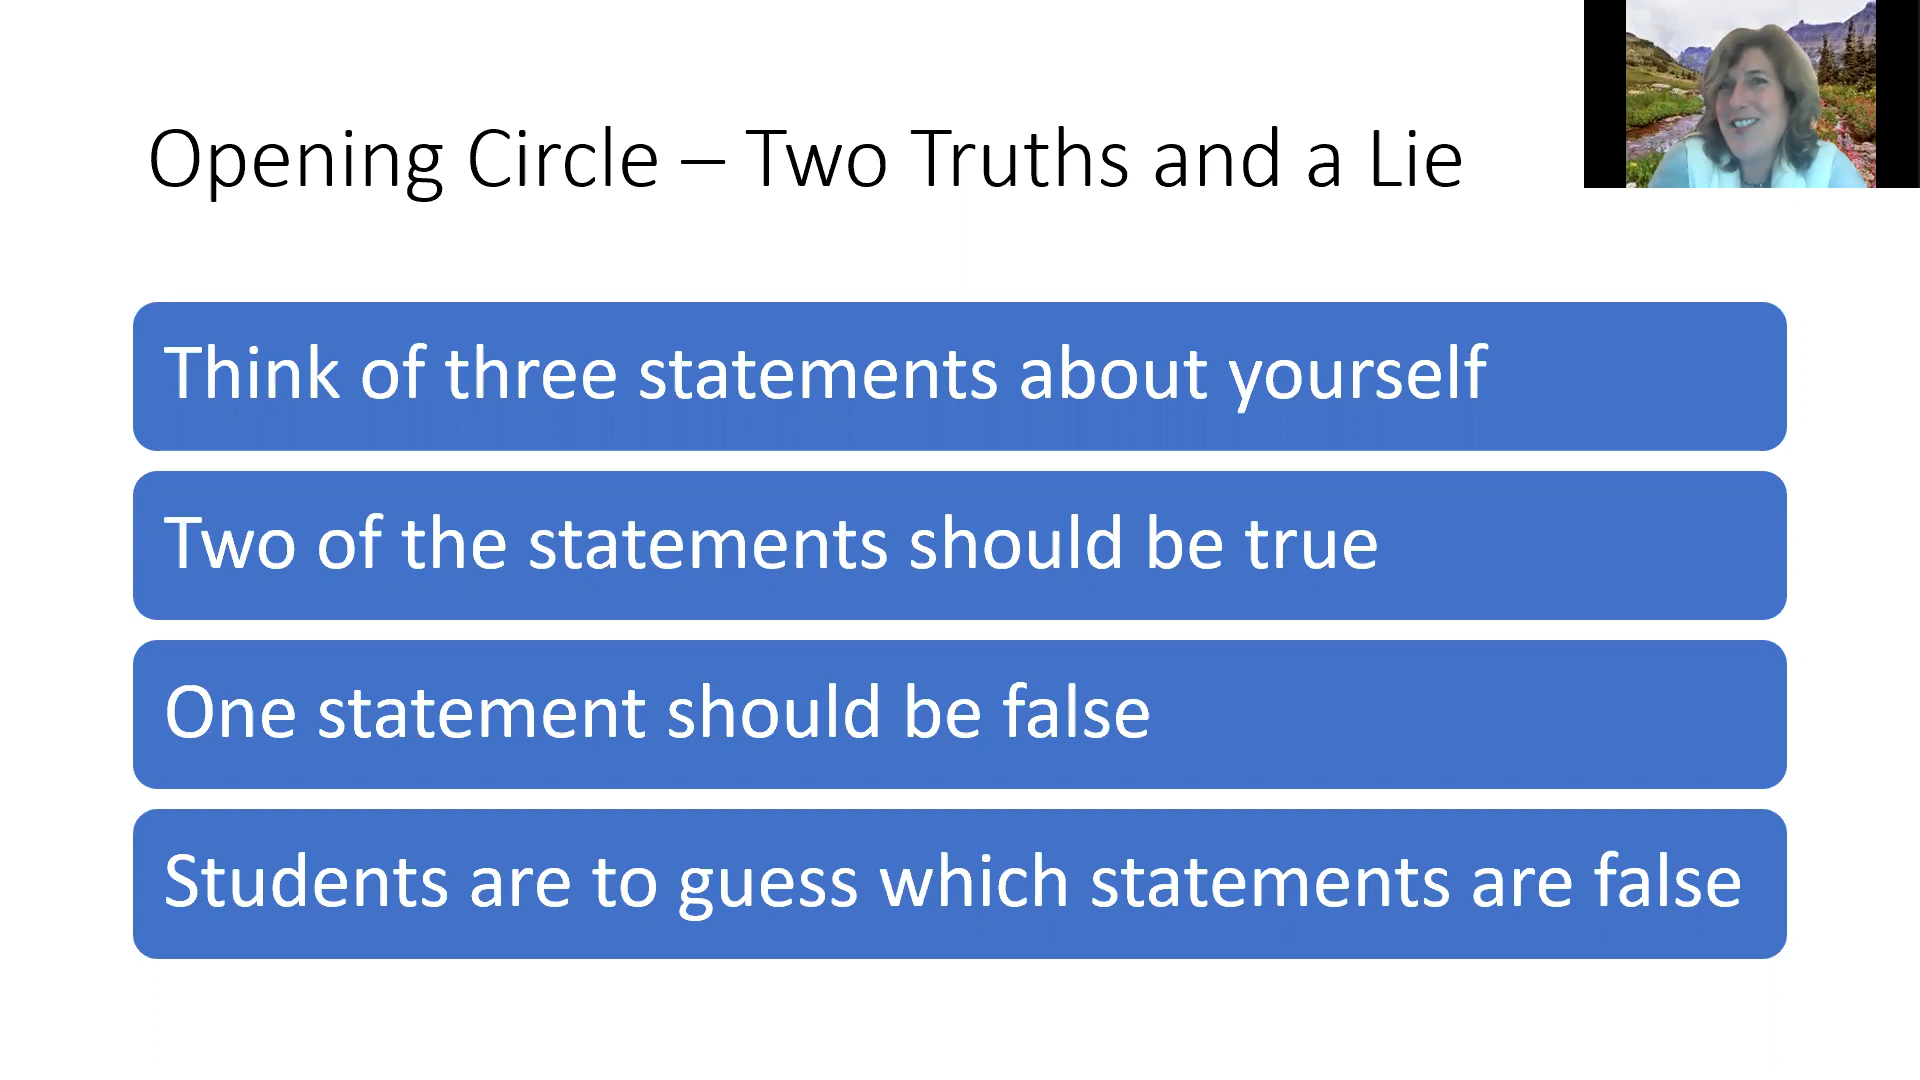 Opening Circle – Two Truths and a Lie
Think of three statements about yourself
Two of the statements should be true
One statement should be false
Students are to guess which statements are false